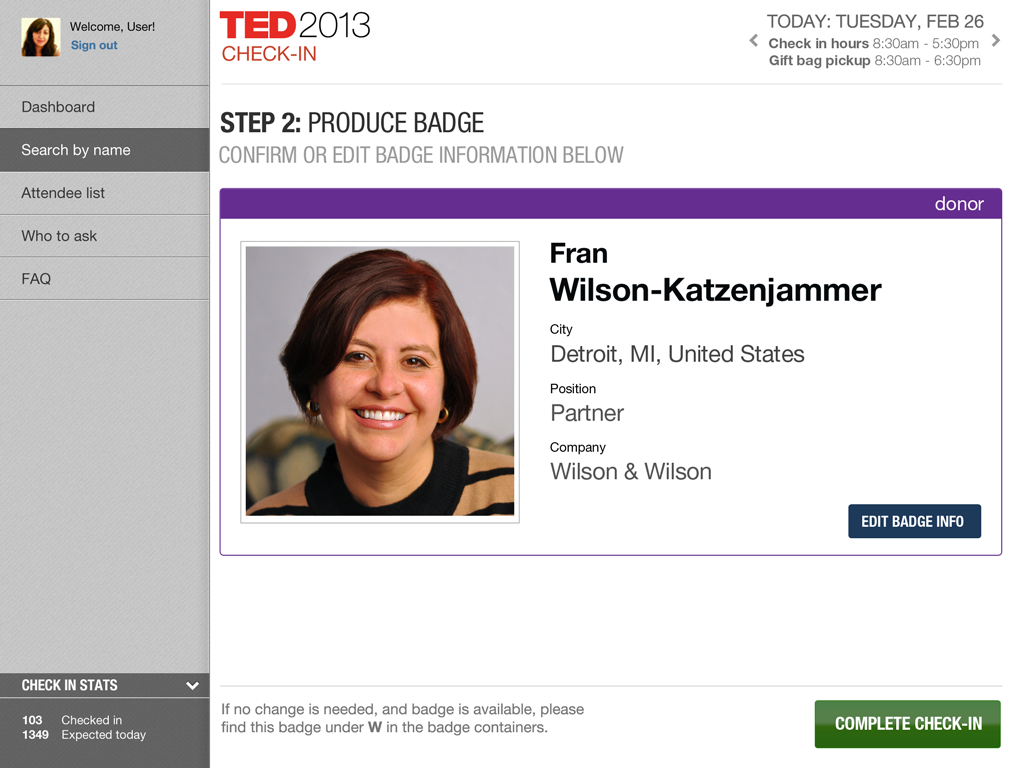 Welcome, User!
Sign out
Dashboard
Search by name
Attendee list
Who to ask
FAQ
CHECK IN STATS
103 Checked in
1349 Expected today
TED2013
CHECK-IN
TODAY: TUESDAY, FEB 26
Check in hours 8:30am - 5:30pm
Gift bag pickup 8:30am - 6:30pm
STEP 2: PRODUCE BADGE
CONFIRM OR EDIT BADGE INFORMATION BELOW
donor
Fran
Wilson-Katzenjammer
City
Detroit, MI, United States
Position
Partner
Company
Wilson & Wilson
EDIT BADGE INFO
If no change is needed, and badge is available, please
find this badge under W in the badge containers.
COMPLETE CHECK-IN